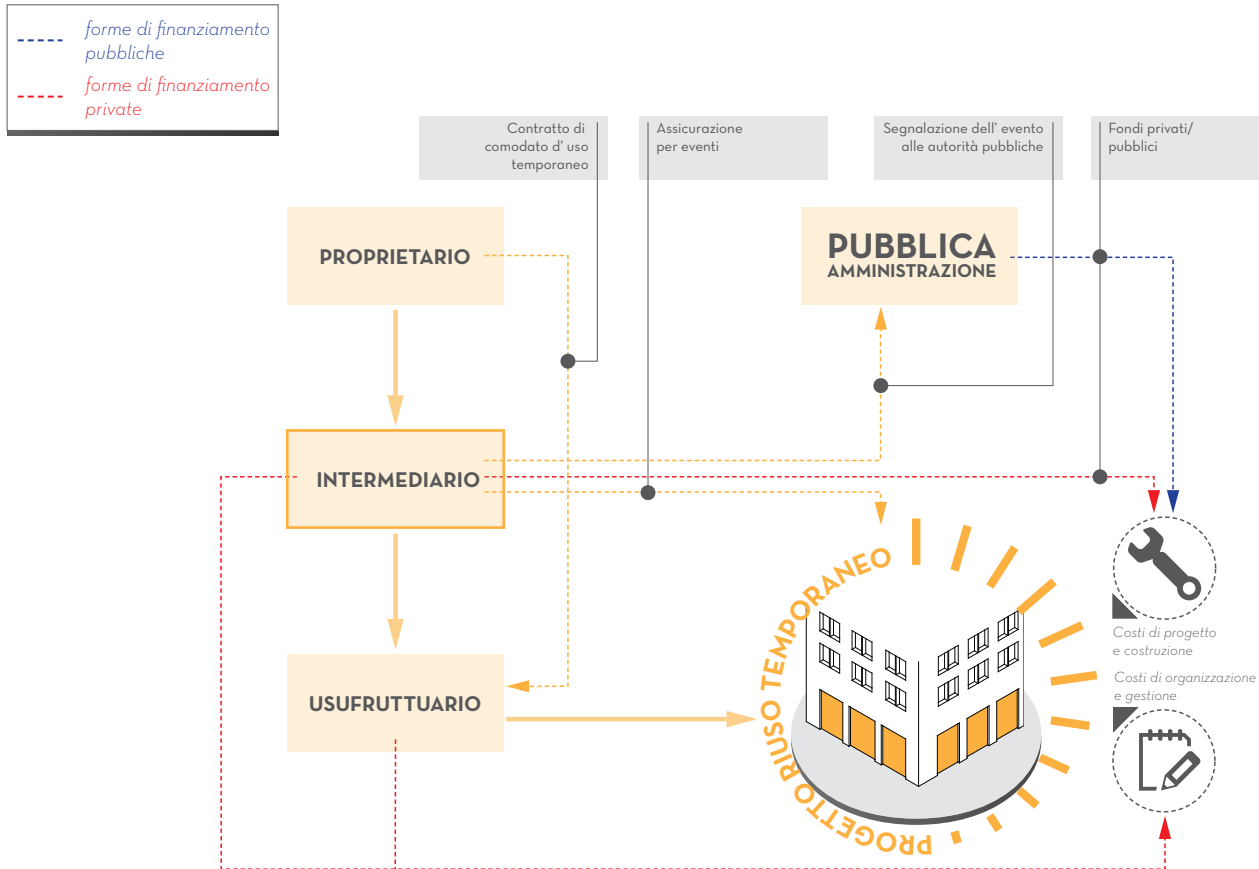 forme di finanziamento
pubbliche
forme di finanziamento
private
Contratto di
comodato d' uso
temporaneo
Assicurazione
per eventi
Segnalazione dell' evento
alle autorità pubbliche
Fondi privati/
pubblici
PROPRIETARIO
PUBBLICA
AMMINISTRAZIONE
INTERMEDIARIO
USUFRUTTUARIO
PROGETTO RIUSO TEMPORANEO
Costi di progetto
e costruzione
Costi di organizzazione
e gestione